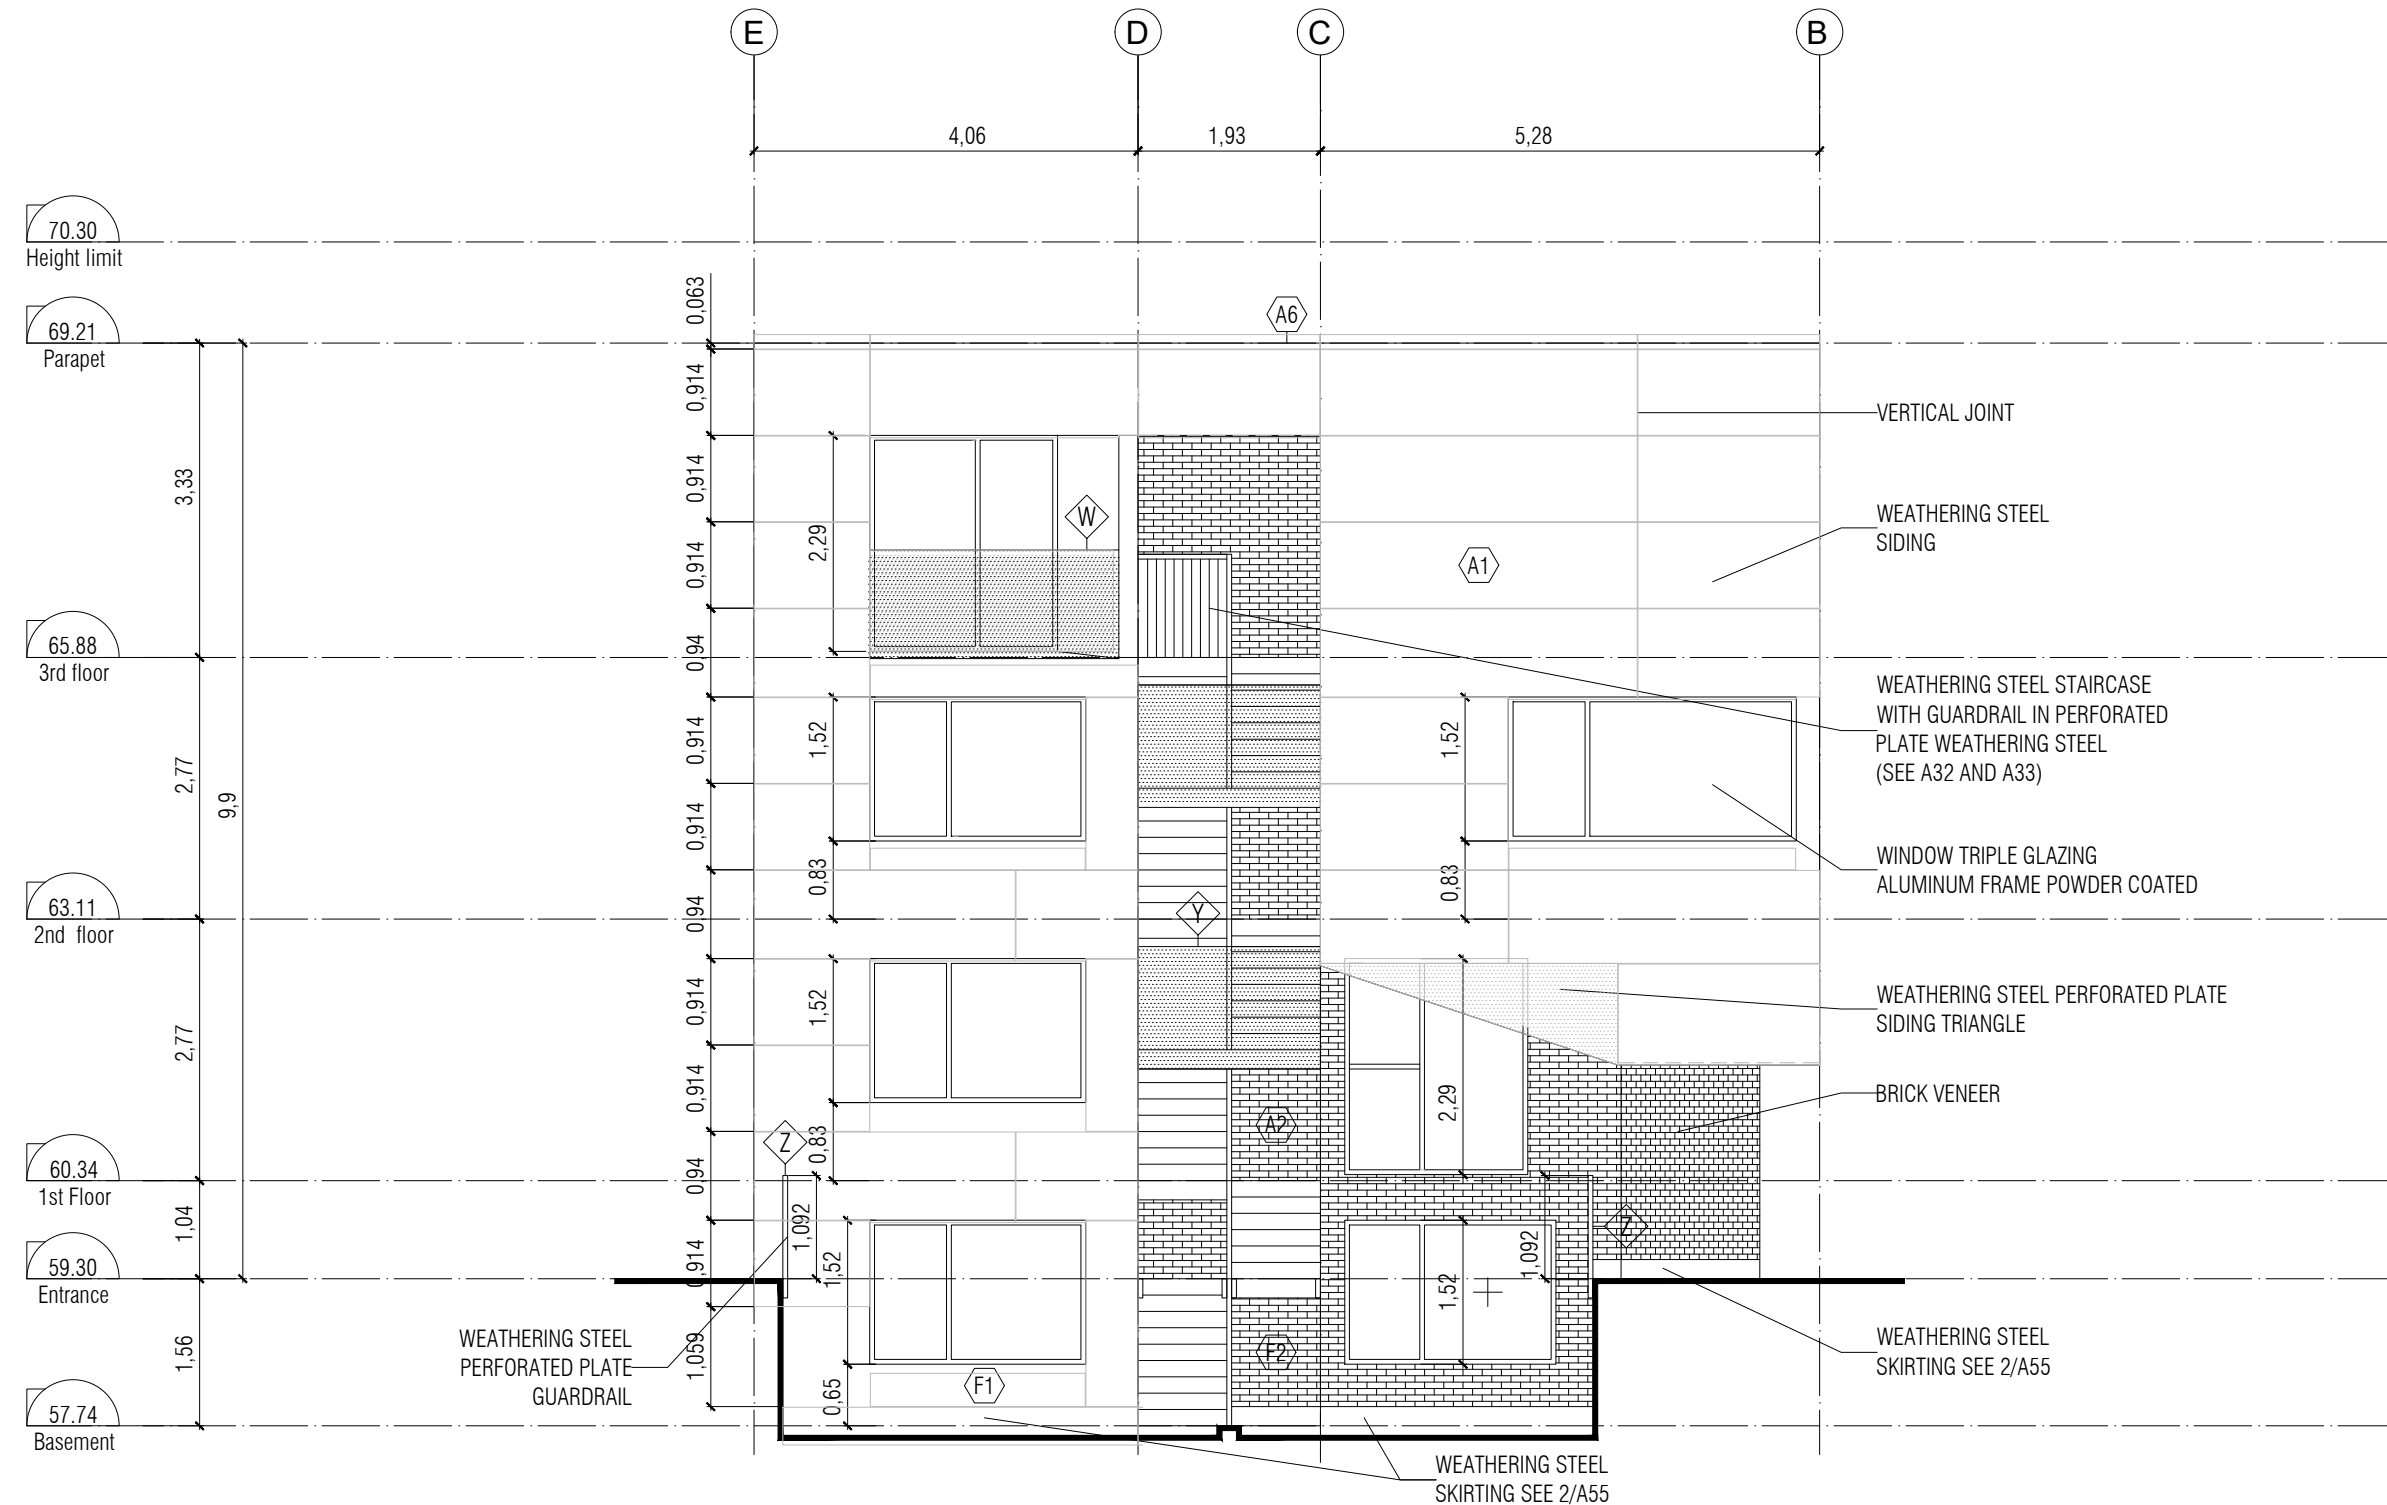 E
D
C
B
4,06
1,93
5,28
70.30
Height limit
69.21
Parapet
65.88
3rd floor
63.11
2nd floor
60.34
1st Floor
59.30
Entrance
57.74
Basement
3,33
2,77
2,77
1,04
1,56
9,9
0,063
0,914
0,914
0,914
0,94
0,914
0,914
0,94
0,914
0,914
0,94
0,914
1,059
2,29
1,52
0,83
1,52
0,83
1,092
1,52
0,65
A6
W
A1
Y
Z
A2
F2
F1
Z
1,52
0,83
2,29
1,092
1,52
VERTICAL JOINT
WEATHERING STEEL
SIDING
WEATHERING STEEL STAIRCASE
WITH GUARDRAIL IN PERFORATED
PLATE WEATHERING STEEL
(SEE A32 AND A33)
WINDOW TRIPLE GLAZING
ALUMINUM FRAME POWDER COATED
WEATHERING STEEL PERFORATED PLATE
SIDING TRIANGLE
BRICK VENEER
WEATHERING STEEL
SKIRTING SEE 2/A55
WEATHERING STEEL
PERFORATED PLATE
GUARDRAIL
WEATHERING STEEL
SKIRTING SEE 2/A55